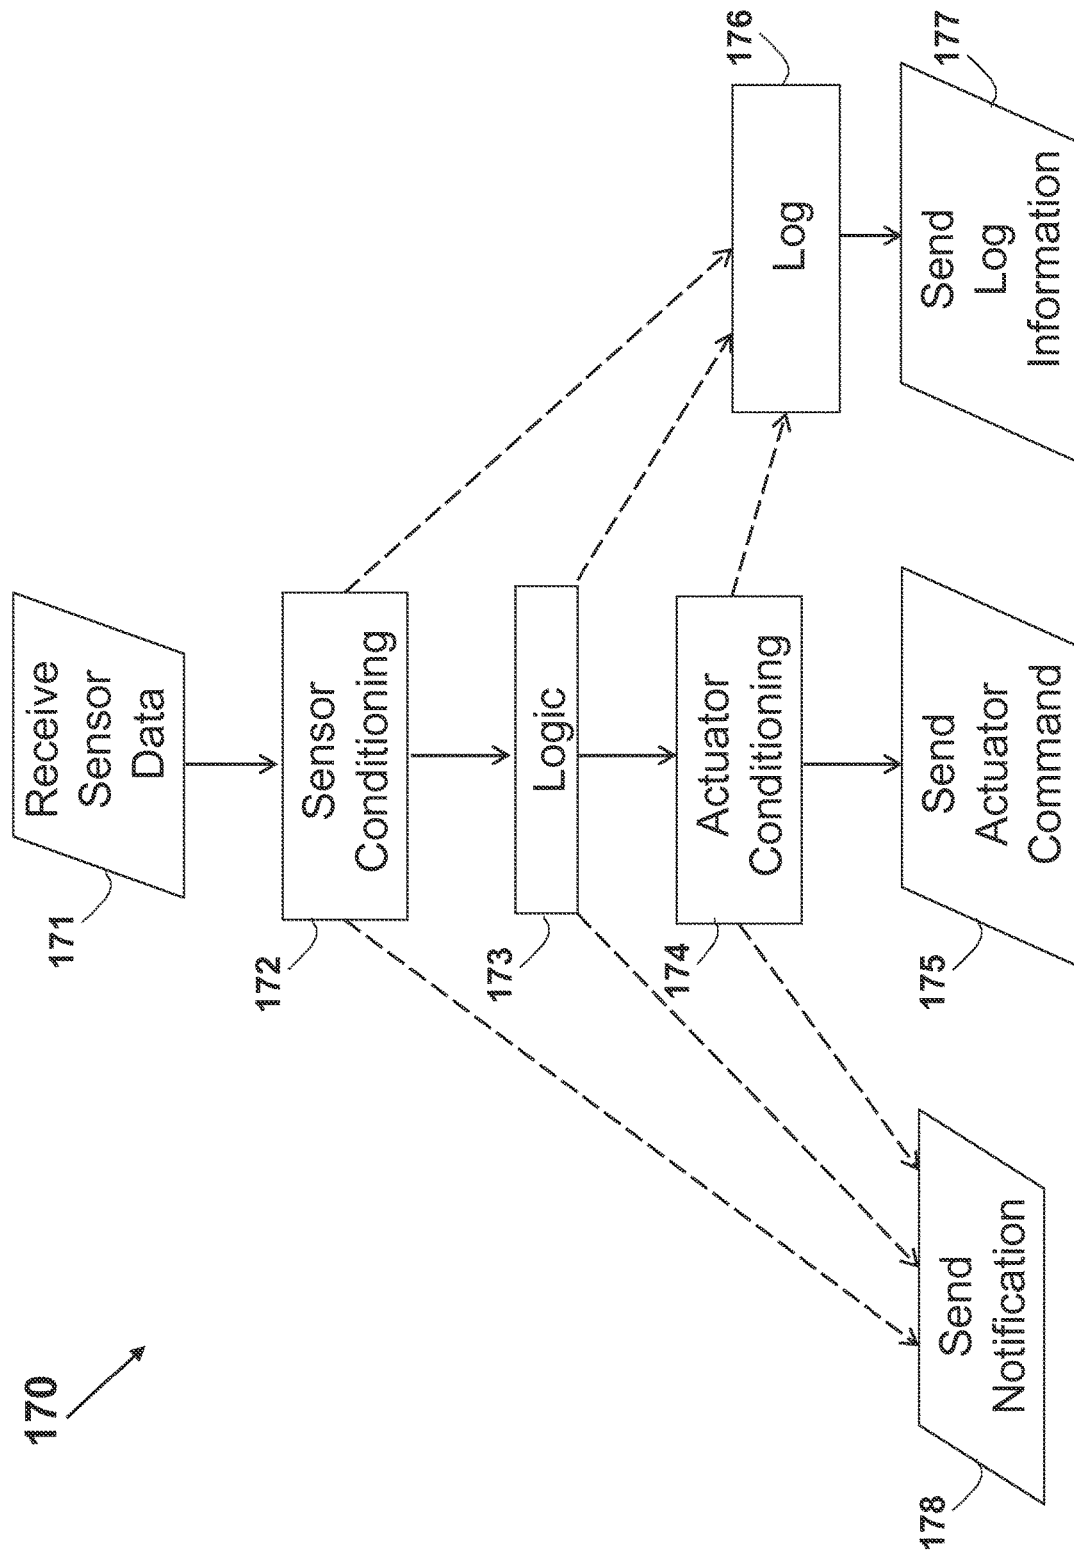 170
171
Receive
Sensor
Data
172
Sensor
Conditioning
173
Logic
174
Actuator
Conditioning
175
Send
Actuator
Command
176
Log
177
Send
Log
Information
178
Send
Notification